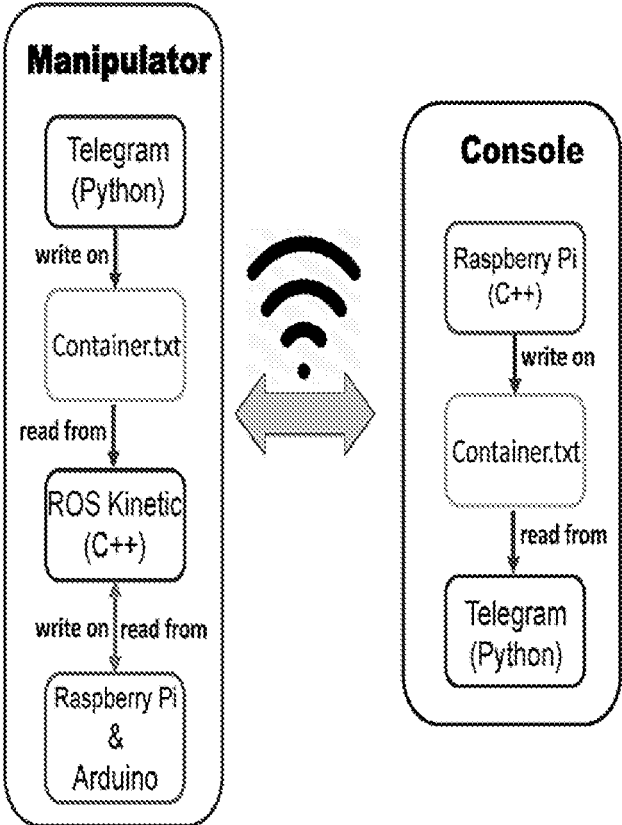 Manipulator
Telegram
(Python)
write on
Container.txt
read from
ROS Kinetic
(C++)
write on read from
Raspberry Pi
&
Arduino
Console
Raspberry Pi
(C++)
write on
Container.txt
read from
Telegram
(Python)